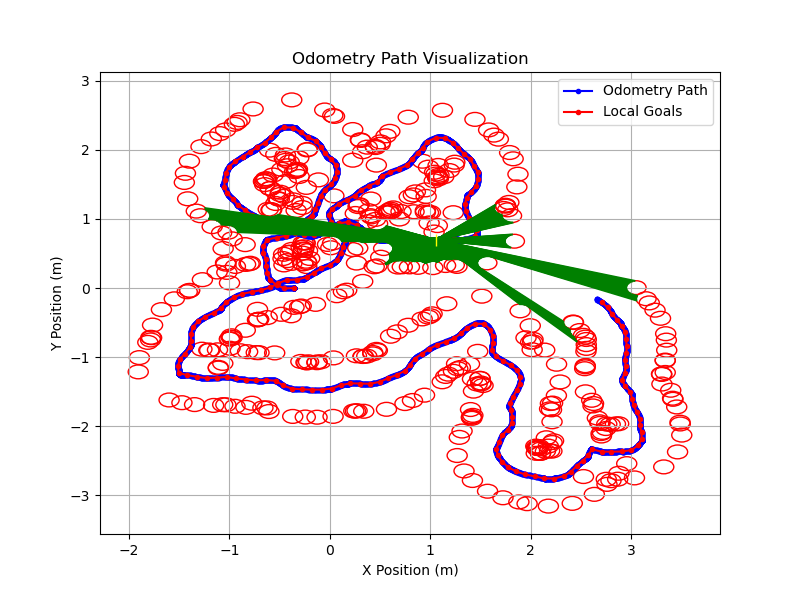 Odometry Path Visualization
Odometry Path
Local Goals
3
2
1
0
−1
−2
−3
Y Position (m)
−2
−1
0
1
2
3
X Position (m)